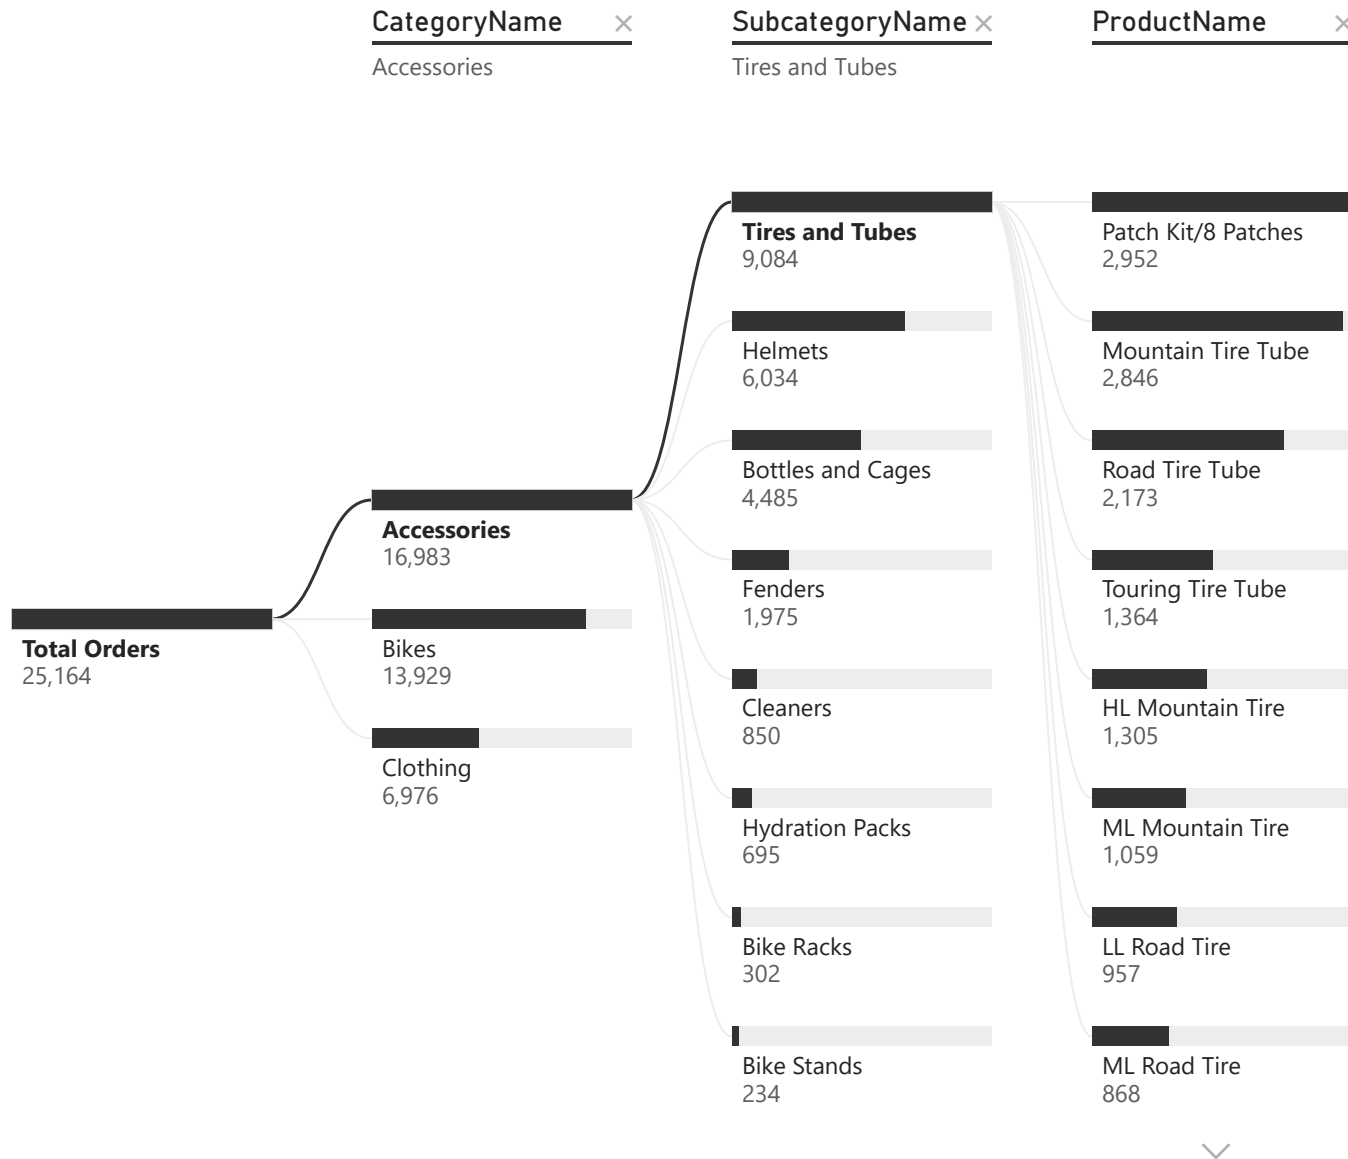 CategoryName
Accessories
SubcategoryName
Tires and Tubes
ProductName
Total Orders
25,164
Accessories
16,983
Bikes
13,929
Clothing
6,976
Tires and Tubes
9,084
Helmets
6,034
Bottles and Cages
4,485
Fenders
1,975
Cleaners
850
Hydration Packs
695
Bike Racks
302
Bike Stands
234
Patch Kit/8 Patches
2,952
Mountain Tire Tube
2,846
Road Tire Tube
2,173
Touring Tire Tube
1,364
HL Mountain Tire
1,305
ML Mountain Tire
1,059
LL Road Tire
957
ML Road Tire
868